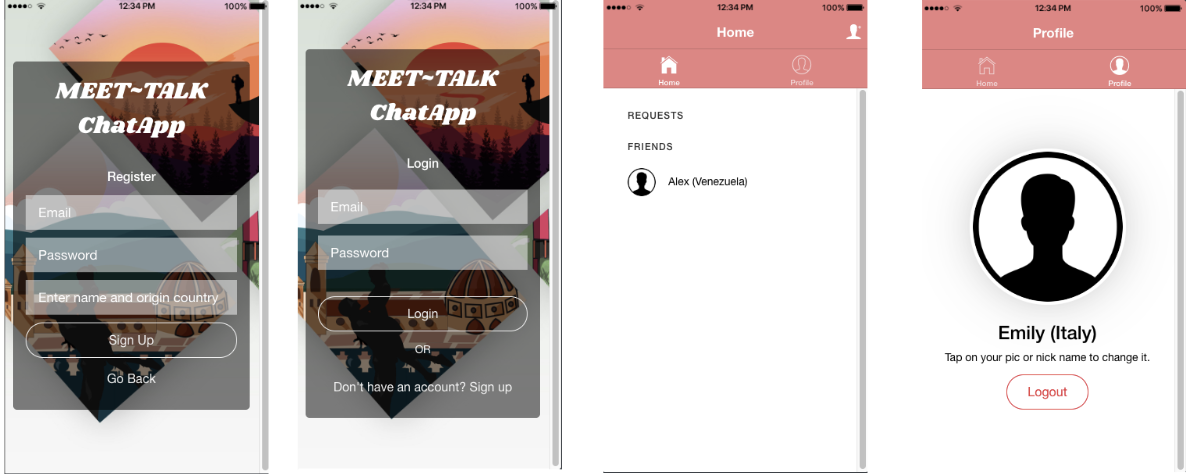 12:34 PM
100%
MEET~TALK
ChatApp
Register
Email
Password
Enter name and origin country
Sign Up
Go Back
12:34 PM
100%
MEET~TALK
ChatApp
Login
Email
Password
Login
OR
Don't have an account? Sign up
12:34 PM
100%
Home
Home
Profile
REQUESTS
FRIENDS
Alex (Venezuela)
12:34 PM
100%
Profile
Home
Profile
Emily (Italy)
Tap on your pic or nick name to change it.
Logout